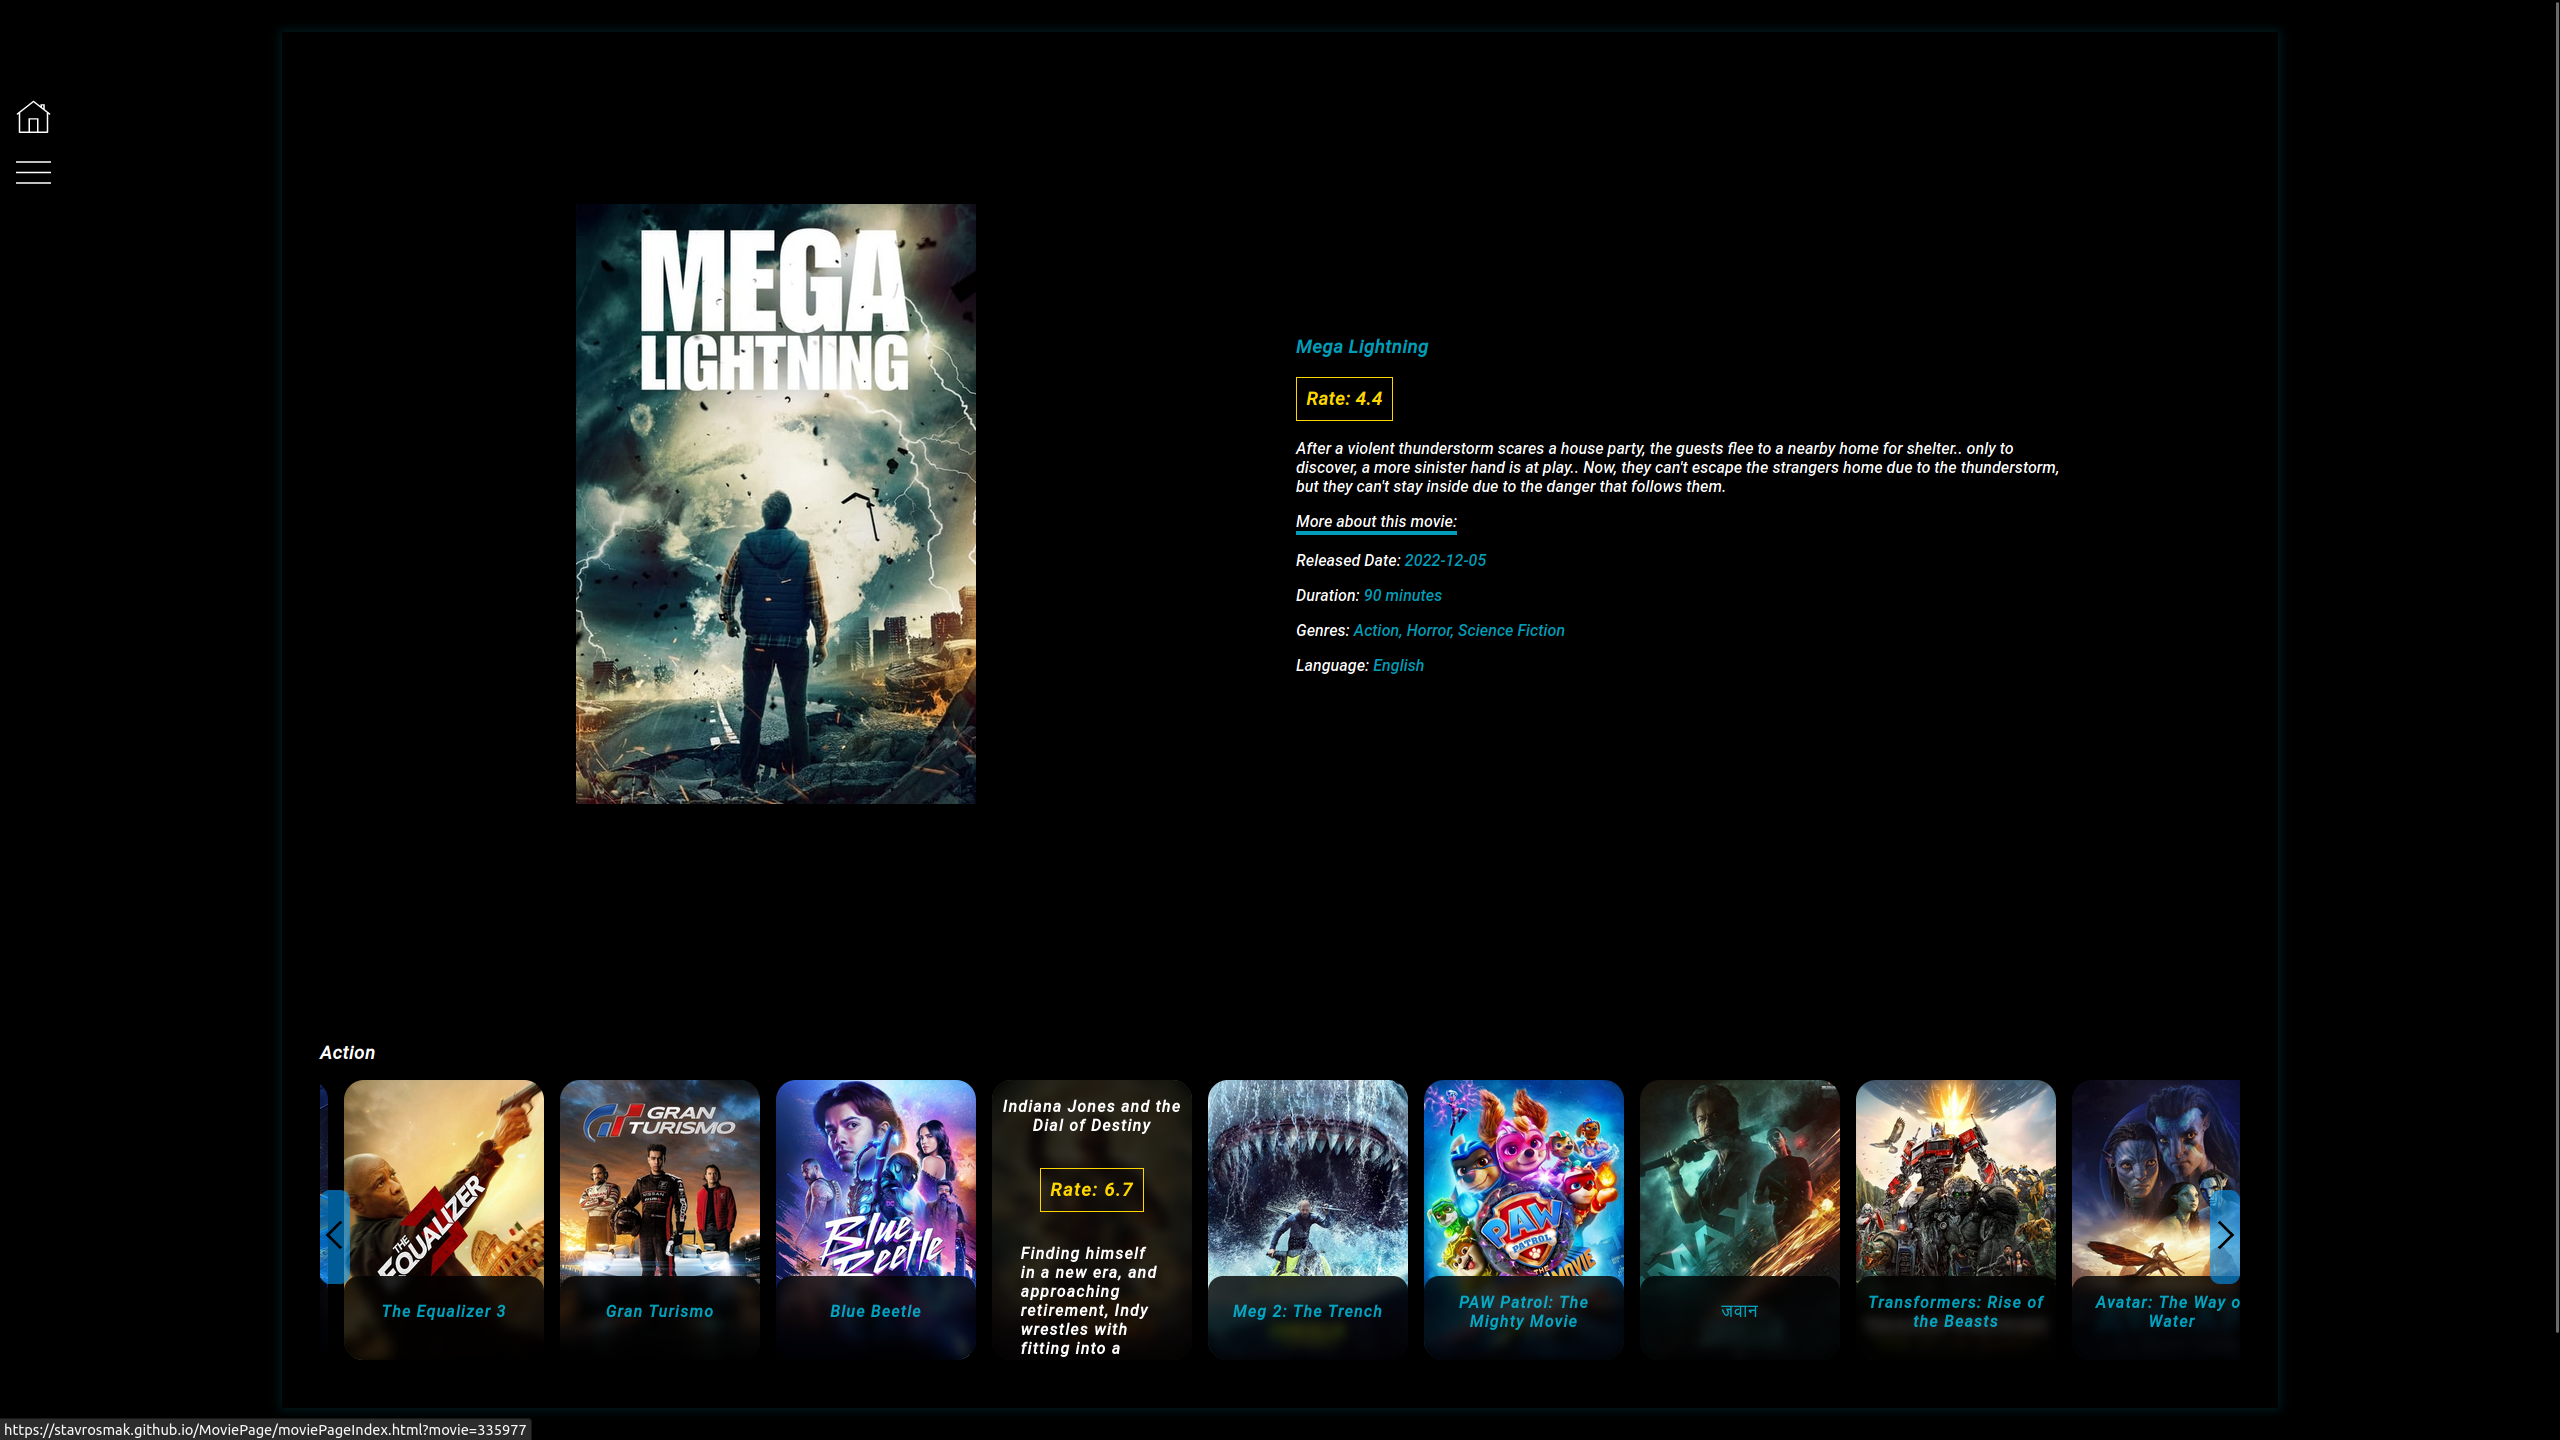 MEGA
LIGHTNING
Mega Lightning
Rate: 4.4
After a violent thunderstorm scares a house party, the guests flee to a nearby home for shelter.. only to
discover, a more sinister hand is at play.. Now, they can't escape the strangers home due to the thunderstorm,
but they can't stay inside due to the danger that follows them.
More about this movie:
Released Date: 2022-12-05
Duration: 90 minutes
Genres: Action, Horror, Science Fiction
Language: English
Action
THE
EQUALIZER
The Equalizer 3
GRAN
TURISMO
Gran Turismo
Blue
Beetle
Blue Beetle
Indiana Jones and the
Dial of Destiny
Rate: 6.7
Finding himself
in a new era, and
approaching
retirement, Indy
wrestles with
fitting into a
Meg 2: The Trench
PAW
PATROL
THE
MOVIE
PAW Patrol: The
Mighty Movie
जवान
Transformers: Rise of
the Beasts
Avatar: The Way o
Water
https://stavrosmak.github.io/MoviePage/moviePageIndex.html?movie=335977